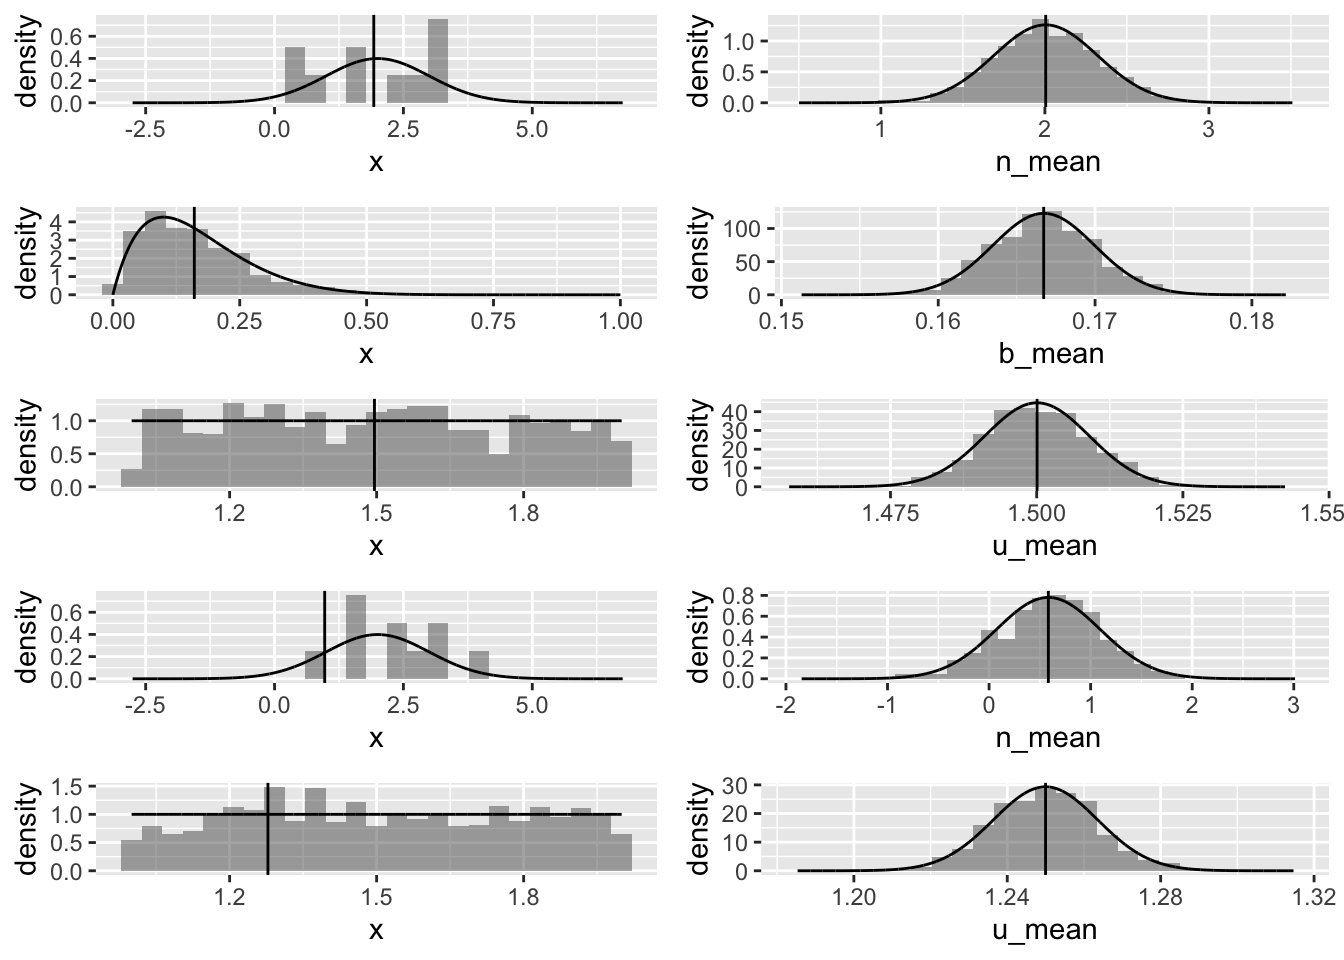 density
0.6
0.4
0.2
0.0
-2.5 0.0 2.5 5.0
x
density
1.0
0.5
0.0
1 2 3
n_mean
density
4
3
2
1
0
0.00 0.25 0.50 0.75 1.00
x
density
100
50
0
0.15 0.16 0.17 0.18
b_mean
density
1.0
0.5
0.0
1.2 1.5 1.8
x
density
40
30
20
10
0
1.475 1.500 1.525 1.55
u_mean
density
0.6
0.4
0.2
0.0
-2.5 0.0 2.5 5.0
x
density
0.8
0.6
0.4
0.2
0.0
-2 -1 0 1 2 3
n_mean
density
1.5
1.0
0.5
0.0
1.2 1.5 1.8
x
density
30
20
10
0
1.20 1.24 1.28 1.32
u_mean